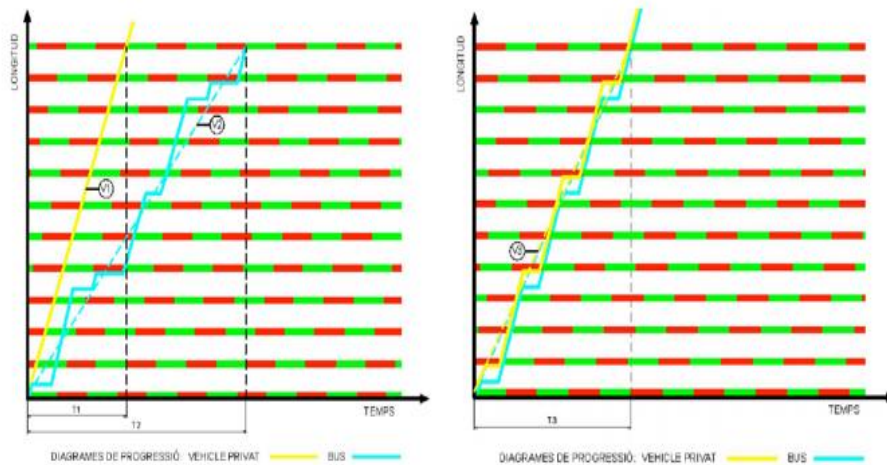 LONGITUD
V2
V1
TEMPS
T1
T2
DIAGRAMES DE PROGRESSIÓ: VEHICLE PRIVAT BUS
LONGITUD
V3
TEMPS
T3
DIAGRAMES DE PROGRESSIÓ: VEHICLE PRIVAT BUS